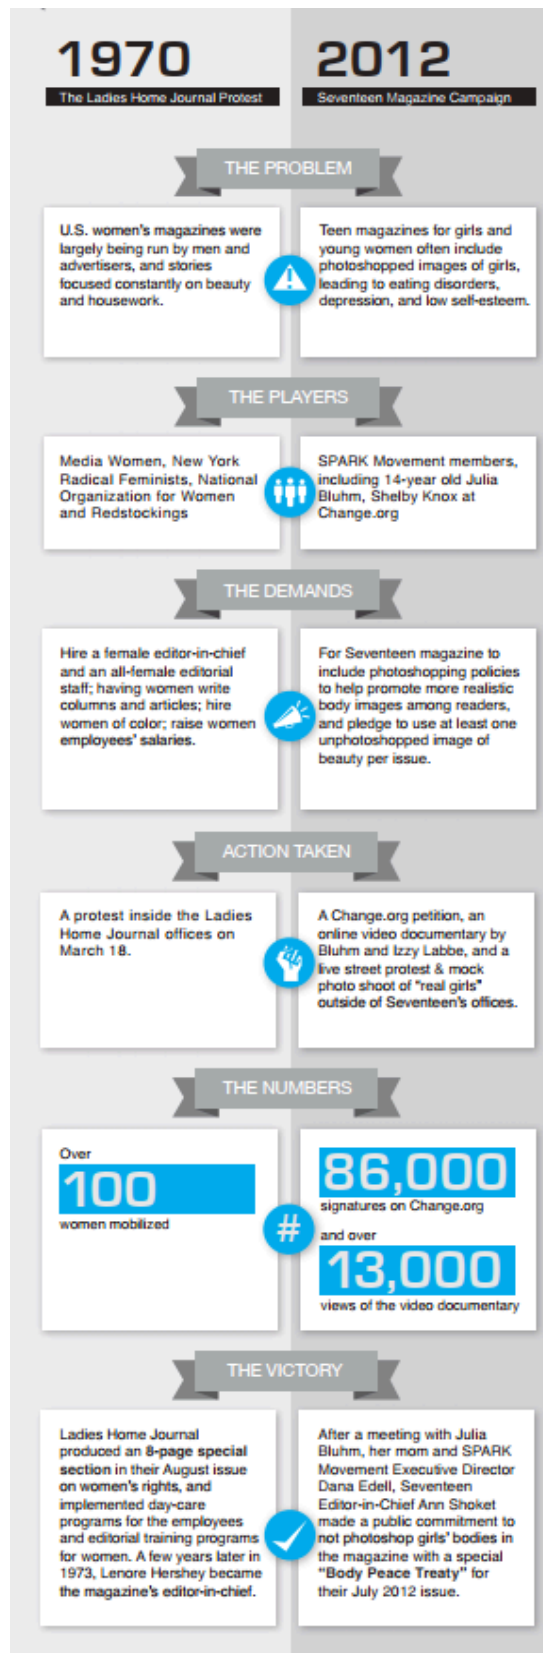 1970
The Ladies Home Journal Protest
2012
Seventeen Magazine Campaign
THE PROBLEM
U.S. women's magazines were
largely being run by men and
advertisers, and stories
focused constantly on beauty
and housework.
Teen magazines for girls and
young women often include
photoshopped images of girls,
leading to eating disorders,
depression, and low self-esteem.
THE PLAYERS
Media Women, New York
Radical Feminists, National
Organization for Women
and Redstockings
SPARK Movement members,
including 14-year old Julia
Bluhm, Shelby Knox at
Change.org
THE DEMANDS
Hire a female editor-in-chief
and an all-female editorial
staff; having women write
columns and articles; hire
women of color; raise women
employees' salaries.
For Seventeen magazine to
include photoshopping policies
to help promote more realistic
body images among readers,
and pledge to use at least one
unphotoshopped image of
beauty per issue.
ACTION TAKEN
A protest inside the Ladies
Home Journal offices on
March 18.
A Change.org petition, an
online video documentary by
Bluhm and Izzy Labbe, and a
live street protest & mock
photo shoot of "real girls"
outside of Seventeen's offices.
THE NUMBERS
Over
100
women mobilized
#
86,000
signatures on Change.org
and over
13,000
views of the video documentary
THE VICTORY
Ladies Home Journal
produced an 8-page special
section in their August issue
on women's rights, and
implemented day-care
programs for the employees
and editorial training programs
for women. A few years later in
1973, Lenore Hershey became
the magazine's editor-in-chief.
After a meeting with Julia
Bluhm, her mom and SPARK
Movement Executive Director
Dana Edell, Seventeen
Editor-in-Chief Ann Shoket
made a public commitment to
not photoshop girls' bodies in
the magazine with a special
"Body Peace Treaty" for
their July 2012 issue.